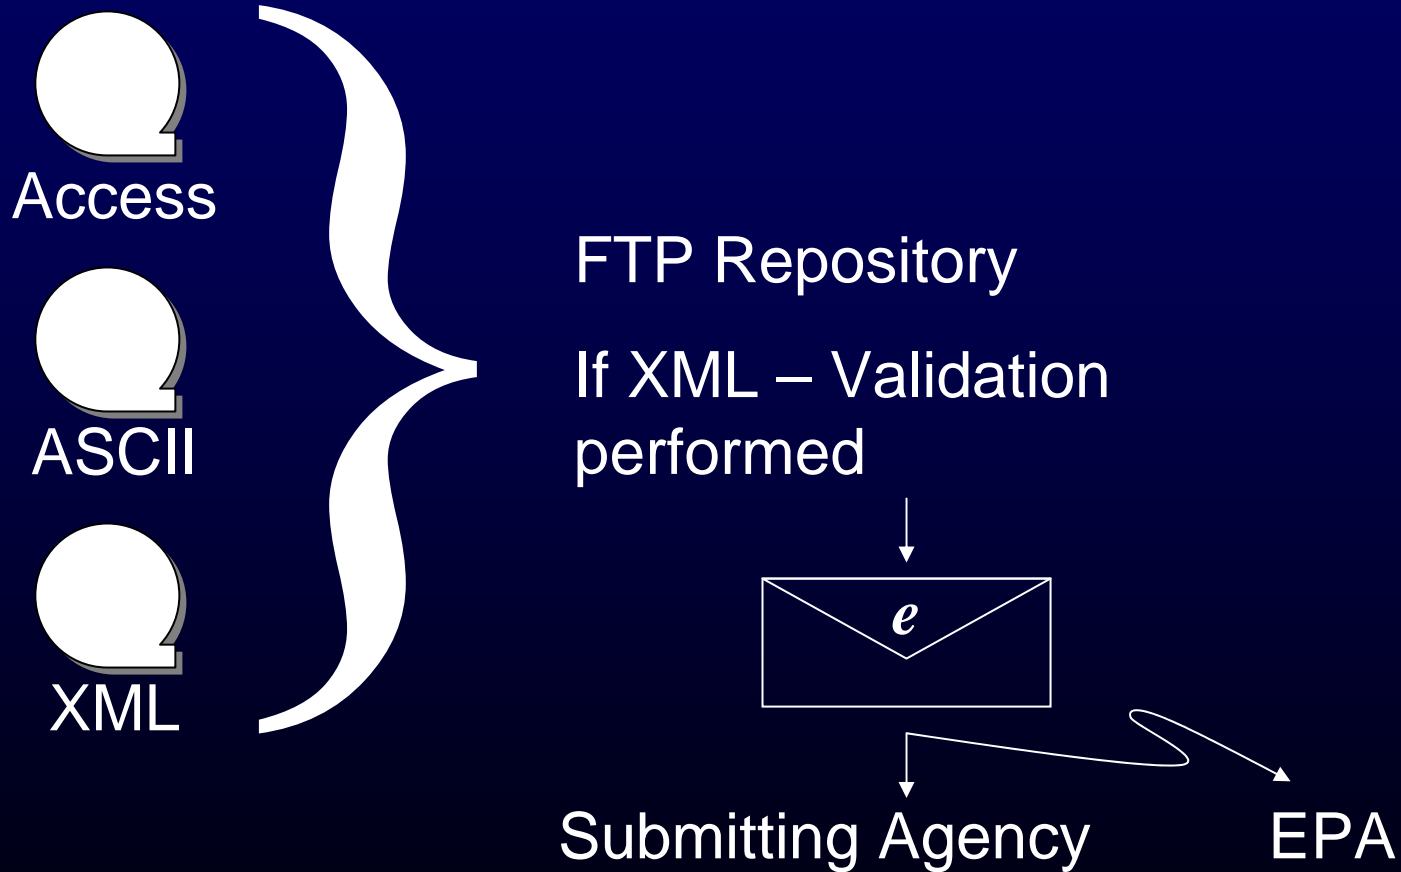 Access
ASCII
XML
FTP Repository
If XML – Validation
performed
e
Submitting Agency
EPA